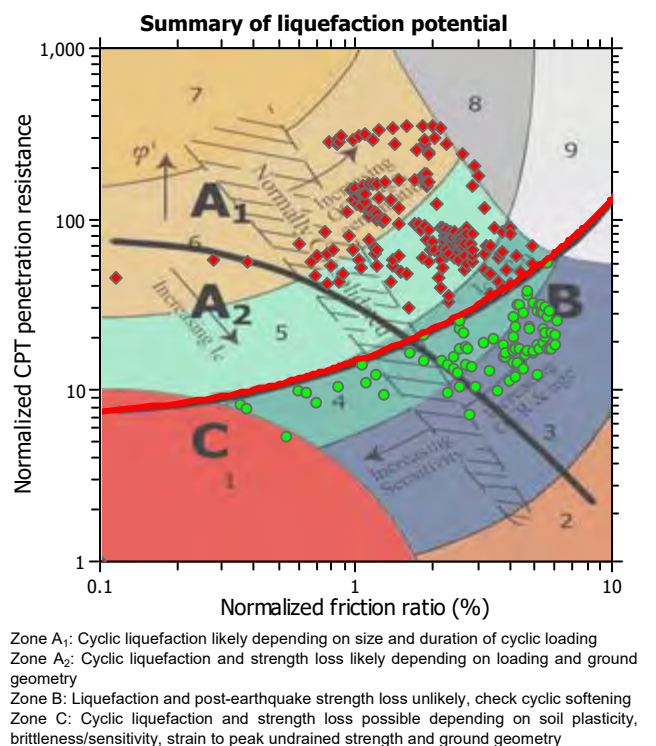 Summary of liquefaction potential
Normalized CPT penetration resistance
1,000
100
10
1
0.1
1
10
Normalized friction ratio (%)
7
8
9
φ'
A1
6
A2
5
B
4
C
1
3
2
Increasing
Normally
Increasing Ic
Increasing
Sensitivity
Zone A1: Cyclic liquefaction likely depending on size and duration of cyclic loading
Zone A2: Cyclic liquefaction and strength loss likely depending on loading and ground
geometry
Zone B: Liquefaction and post-earthquake strength loss unlikely, check cyclic softening
Zone C: Cyclic liquefaction and strength loss possible depending on soil plasticity,
brittleness/sensitivity, strain to peak undrained strength and ground geometry